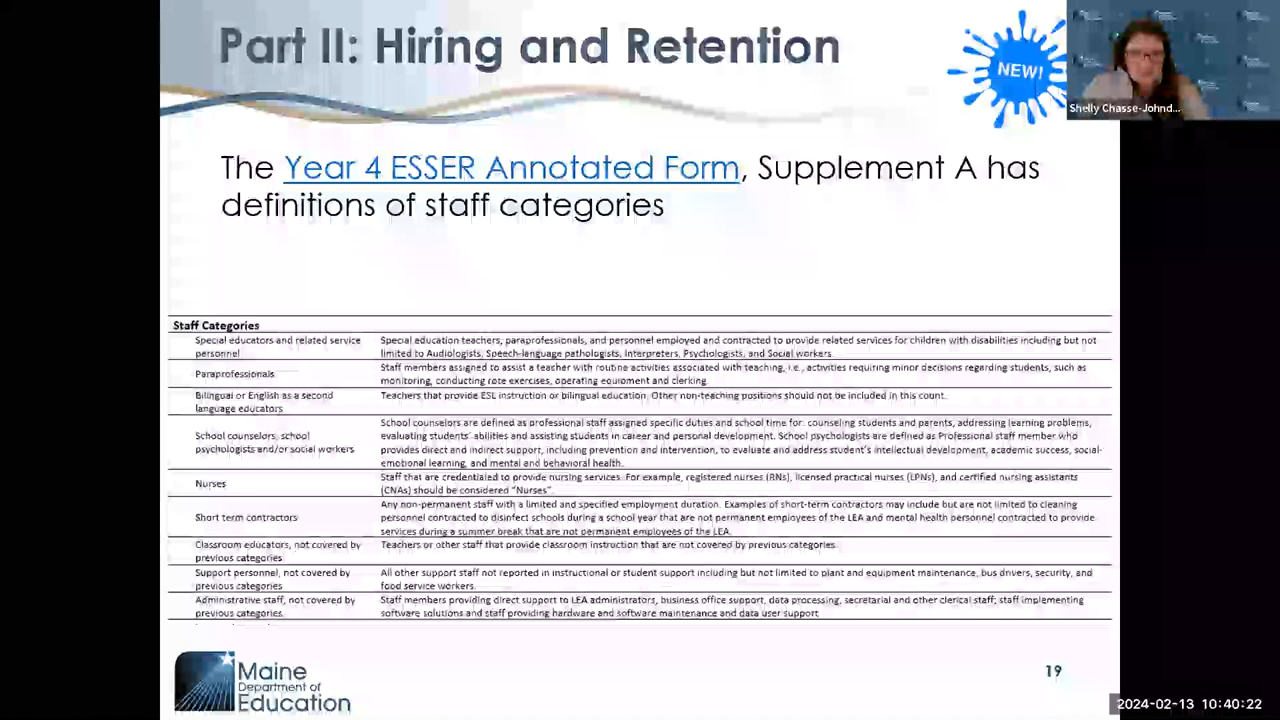 Part II: Hiring and Retention
NEW!
Shelly Chasse-Johnd...
The Year 4 ESSER Annotated Form, Supplement A has
definitions of staff categories
Staff Categories
Special educators and related service
personnel
Special education teachers, paraprofessionals, and personnel employed and contracted to provide related services for children with disabilities including but not
limited to Audiologists, Speech-language pathologists, Interpreters, Psychologists, and Social workers.
Paraprofessionals
Staff members assigned to assist a teacher with routine activities associated with teaching, i.e., activities requiring minor decisions regarding students, such as
monitoring, conducting rote exercises, operating equipment and clerking.
Bilingual or English as a second
language educators
Teachers that provide ESL instruction or bilingual education. Other non-teaching positions should not be included in this count.
School counselors, school
psychologists and/or social workers
School counselors are defined as professional staff assigned specific duties and school time for: counseling students and parents, addressing learning problems,
evaluating students' abilities and assisting students in career and personal development. School psychologists are defined as Professional staff member who
provides direct and indirect support, including prevention and intervention, to evaluate and address student's intellectual development, academic success, social-
emotional learning, and mental and behavioral health.
Nurses
Staff that are credentialed to provide nursing services. For example, registered nurses (RNs), licensed practical nurses (LPNs), and certified nursing assistants
(CNAs) should be considered "Nurses".
Short term contractors
Any non-permanent staff with a limited and specified employment duration. Examples of short-term contractors may include but are not limited to cleaning
personnel contracted to disinfect schools during a school year that are not permanent employees of the LEA and mental health personnel contracted to provide
services during a summer break that are not permanent employees of the LEA.
Classroom educators, not covered by
previous categories
Teachers or other staff that provide classroom instruction that are not covered by previous categories.
Support personnel, not covered by
previous categories
All other support staff not reported in instructional or student support including but not limited to plant and equipment maintenance, bus drivers, security, and
food service workers.
Administrative staff, not covered by
previous categories
Staff members providing direct support to LEA administrators, business office support, data processing, secretarial and other clerical staff; staff implementing
software solutions and staff providing hardware and software maintenance and data user support
Maine
Department of
Education
19
2024-02-13 10:40:22